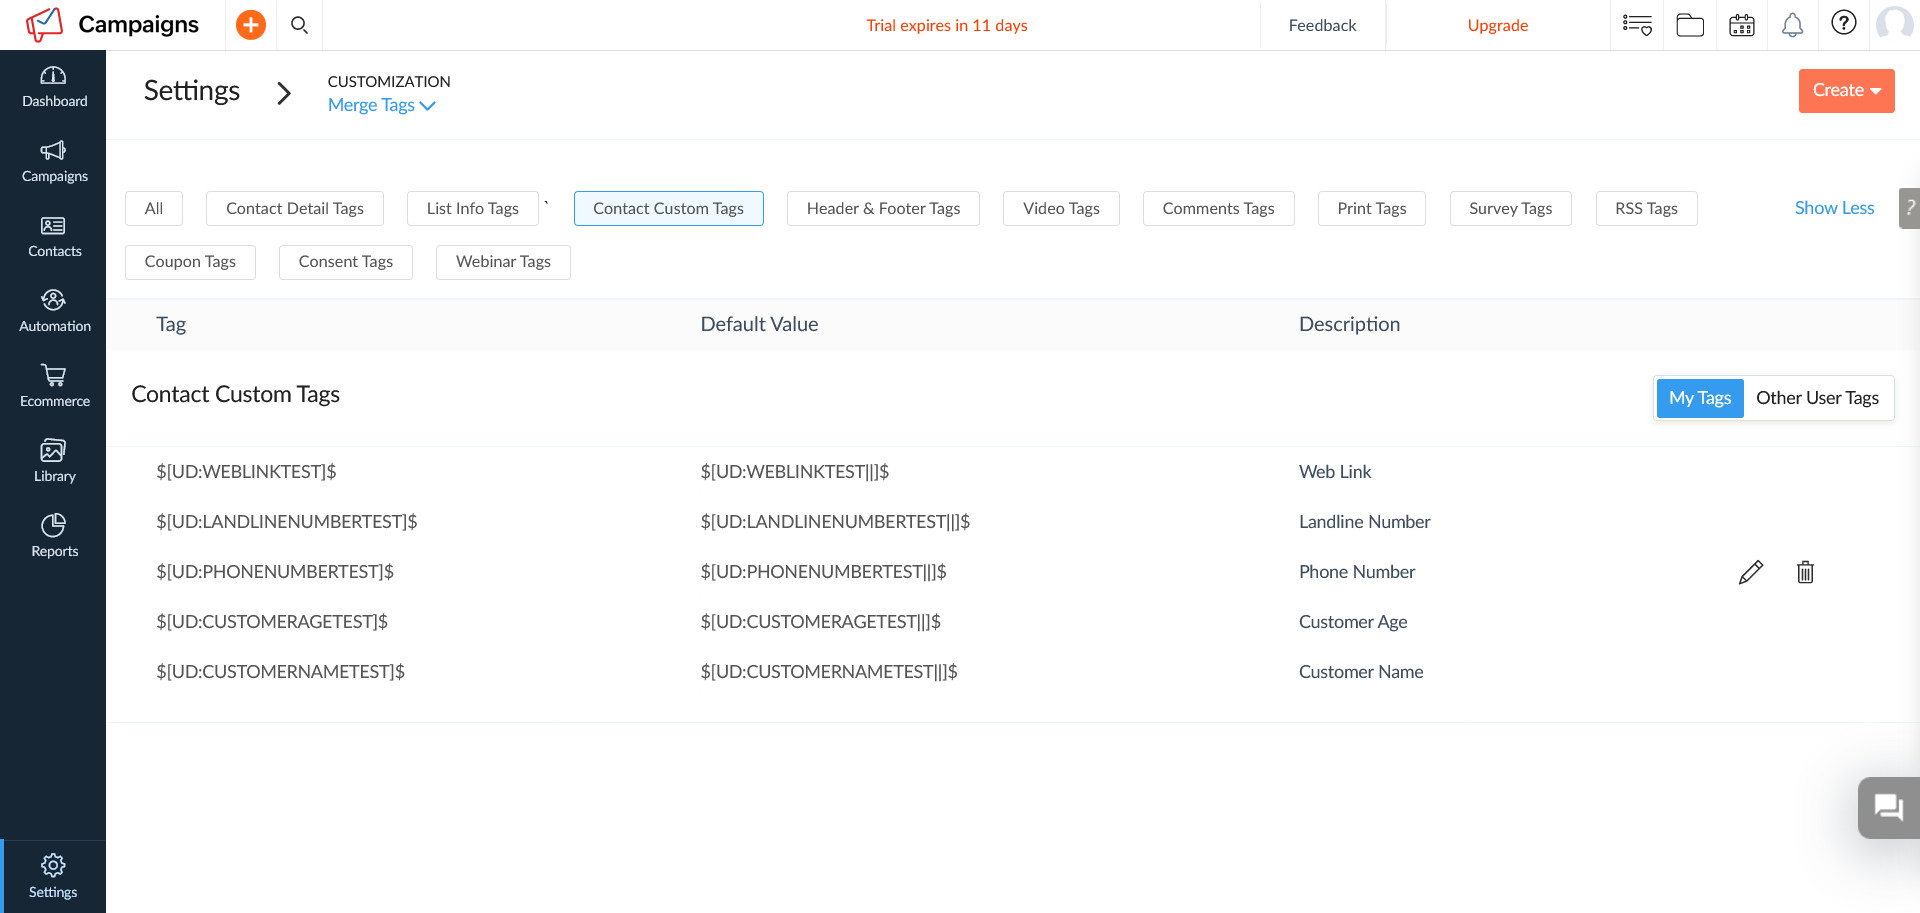 Campaigns
Trial expires in 11 days
Feedback
Upgrade
Dashboard
Campaigns
Contacts
Automation
Ecommerce
Library
Reports
Settings
Settings
CUSTOMIZATION
Merge Tags
Create
All
Contact Detail Tags
List Info Tags `
Contact Custom Tags
Header & Footer Tags
Video Tags
Comments Tags
Print Tags
Survey Tags
RSS Tags
Show Less
?
Coupon Tags
Consent Tags
Webinar Tags
Tag Default Value Description
Contact Custom Tags
My Tags Other User Tags
$[UD:WEBLINKTEST]$ $[UD:WEBLINKTEST||]$ Web Link
$[UD:LANDLINENUMBERTEST]$ $[UD:LANDLINENUMBERTEST||]$ Landline Number
$[UD:PHONENUMBERTEST]$ $[UD:PHONENUMBERTEST||]$ Phone Number
$[UD:CUSTOMERAGETEST]$ $[UD:CUSTOMERAGETEST||]$ Customer Age
$[UD:CUSTOMERNAMETEST]$ $[UD:CUSTOMERNAMETEST||]$ Customer Name